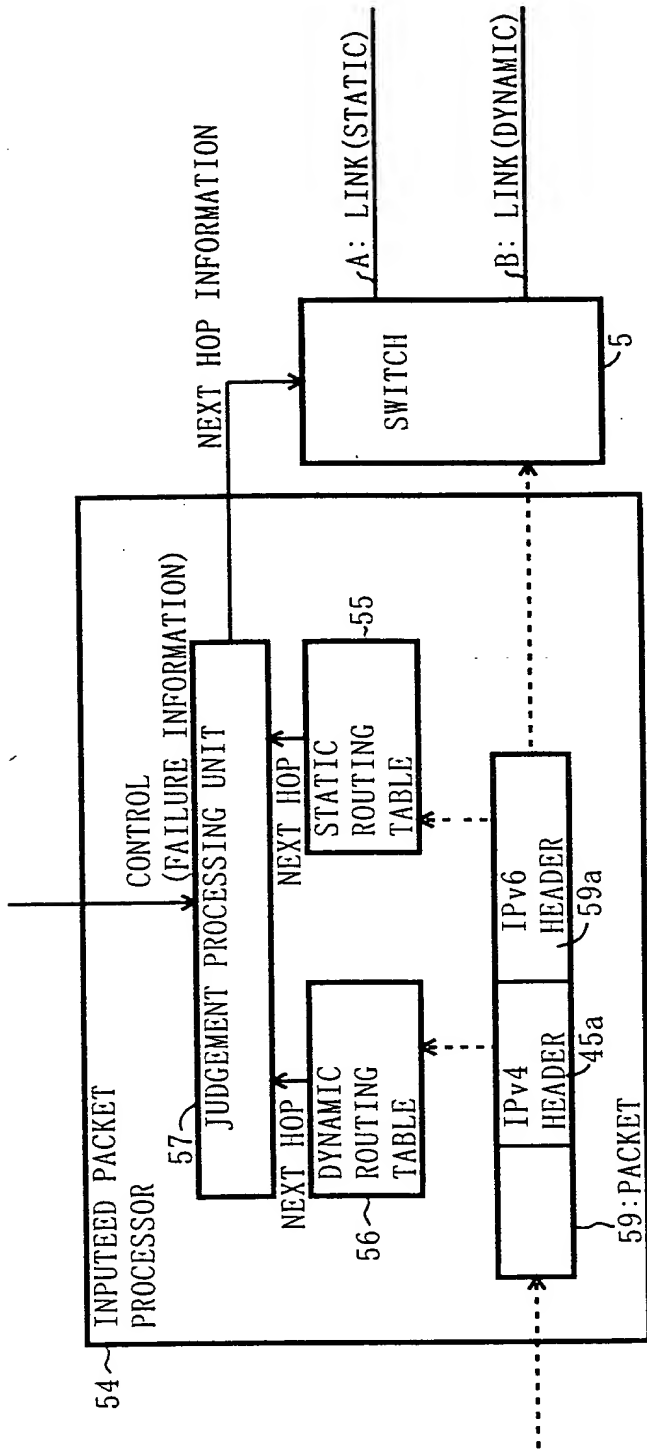 54
INPUTEED PACKET
PROCESSOR
CONTROL
(FAILURE INFORMATION)
57
JUDGEMENT PROCESSING UNIT
NEXT HOP
NEXT HOP
DYNAMIC
ROUTING
TABLE
56
STATIC
ROUTING
TABLE
55
IPv4
HEADER
45a
IPv6
HEADER
59a
59:PACKET
NEXT HOP INFORMATION
SWITCH
5
A: LINK(STATIC)
B: LINK(DYNAMIC)